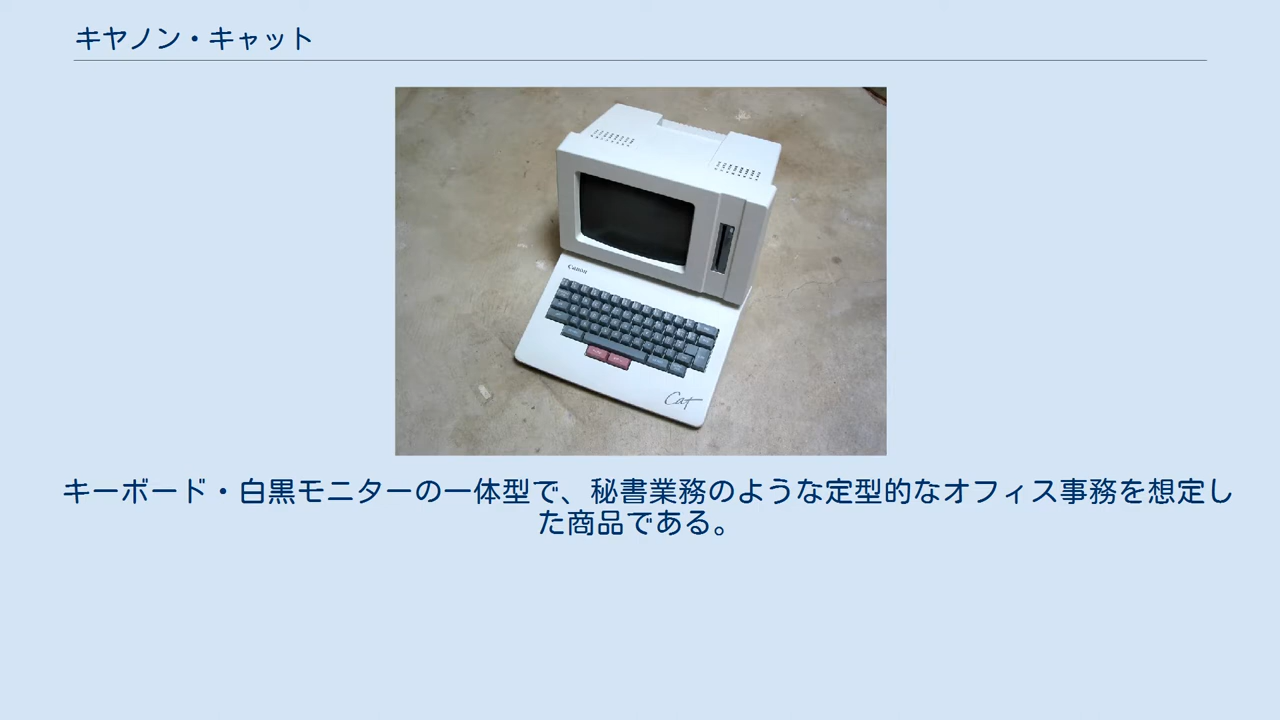 キヤノン・キャット
Canon
Cat
キーボード・白黒モニターの一体型で、秘書業務のような定型的なオフィス事務を想定し
た商品である。